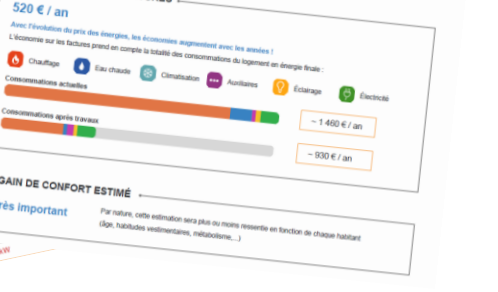 520 € / an
Avec l'évolution du prix des énergies, les économies augmentent avec les années !
L'économie sur les factures prend en compte la totalité des consommations du logement en énergie finale :
Chauffage
Eau chaude
Climatisation
Auxiliaires
Éclairage
Électricité
Consommations actuelles
~ 1 460 € / an
Consommations après travaux
~ 930 € / an
GAIN DE CONFORT ESTIMÉ
rès important
Par nature, cette estimation sera plus ou moins ressentie en fonction de chaque habitant
(âge, habitudes vestimentaires, métabolisme,...)